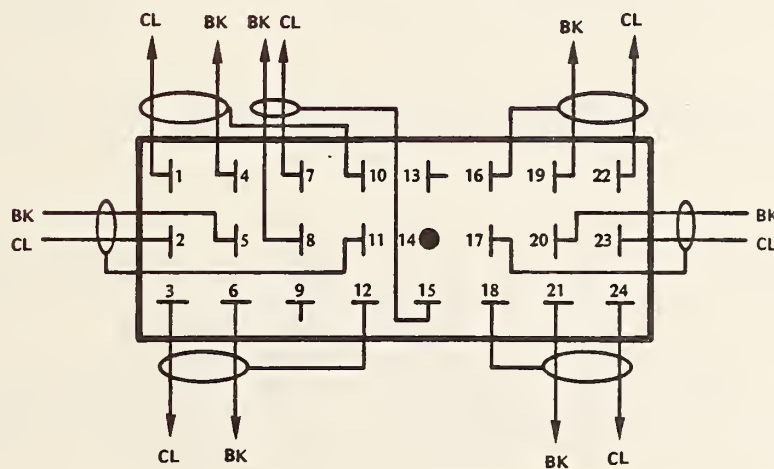 CL BK BK CL BK CL
1 4 7 10 13 16 19 22
BK BK
CL 2 5 8 11 14 17 20 23 CL
3 6 9 12 15 18 21 24
CL BK BK CL